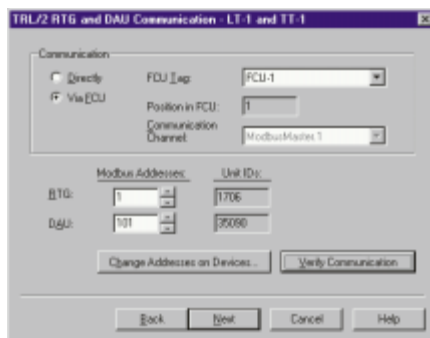 TRL/2 RTG and DAU Communication - LT-1 and TT-1
Communication
Directly
FCU Tag: FCU-1
Via FCU
Position in FCU: 1
Communication Channel: ModbusMaster.1
Modbus Addresses: Unit IDs:
RTG: 1 1706
DAU: 101 35090
Change Addresses on Devices... Verify Communication
Back Next Cancel Help